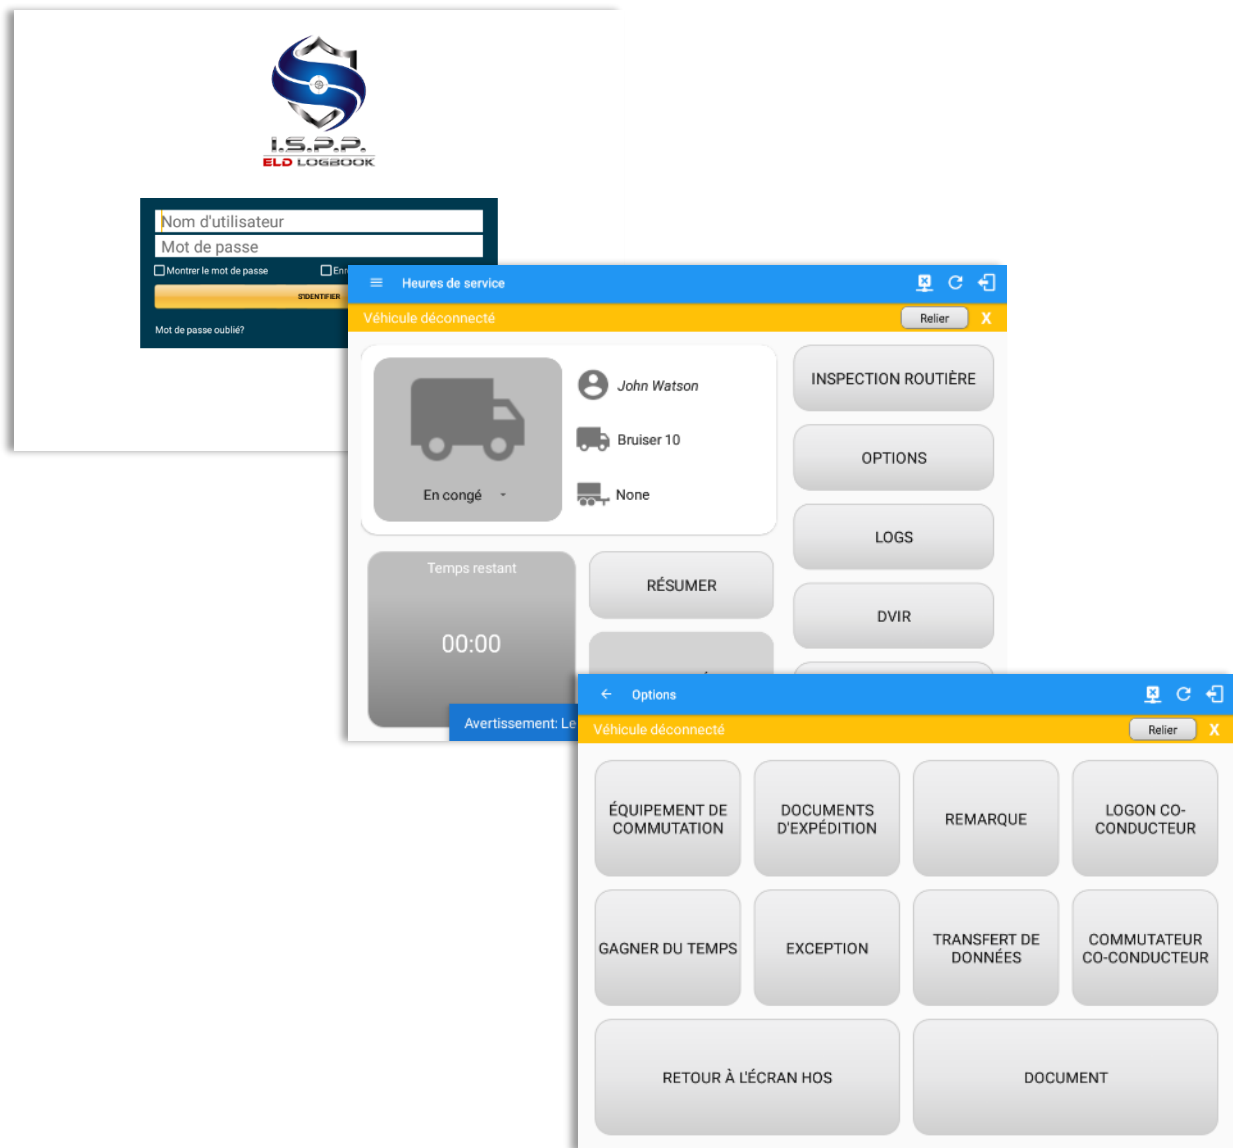 I.S.P.P.
ELD LOGBOOK
Nom d'utilisateur
Mot de passe
Montrer le mot de passe
S'IDENTIFIER
Mot de passe oublié?
Heures de service
Véhicule déconnecté
Relier
X
John Watson
Bruiser 10
None
En congé
Temps restant
00:00
RÉSUMER
INSPECTION ROUTIÈRE
OPTIONS
LOGS
DVIR
Avertissement: Le
Options
Véhicule déconnecté
Relier
X
ÉQUIPEMENT DE
COMMUTATION
DOCUMENTS
D'EXPÉDITION
REMARQUE
LOGON CO-
CONDUCTEUR
GAGNER DU TEMPS
EXCEPTION
TRANSFERT DE
DONNÉES
COMMUTATEUR
CO-CONDUCTEUR
RETOUR À L'ÉCRAN HOS
DOCUMENT